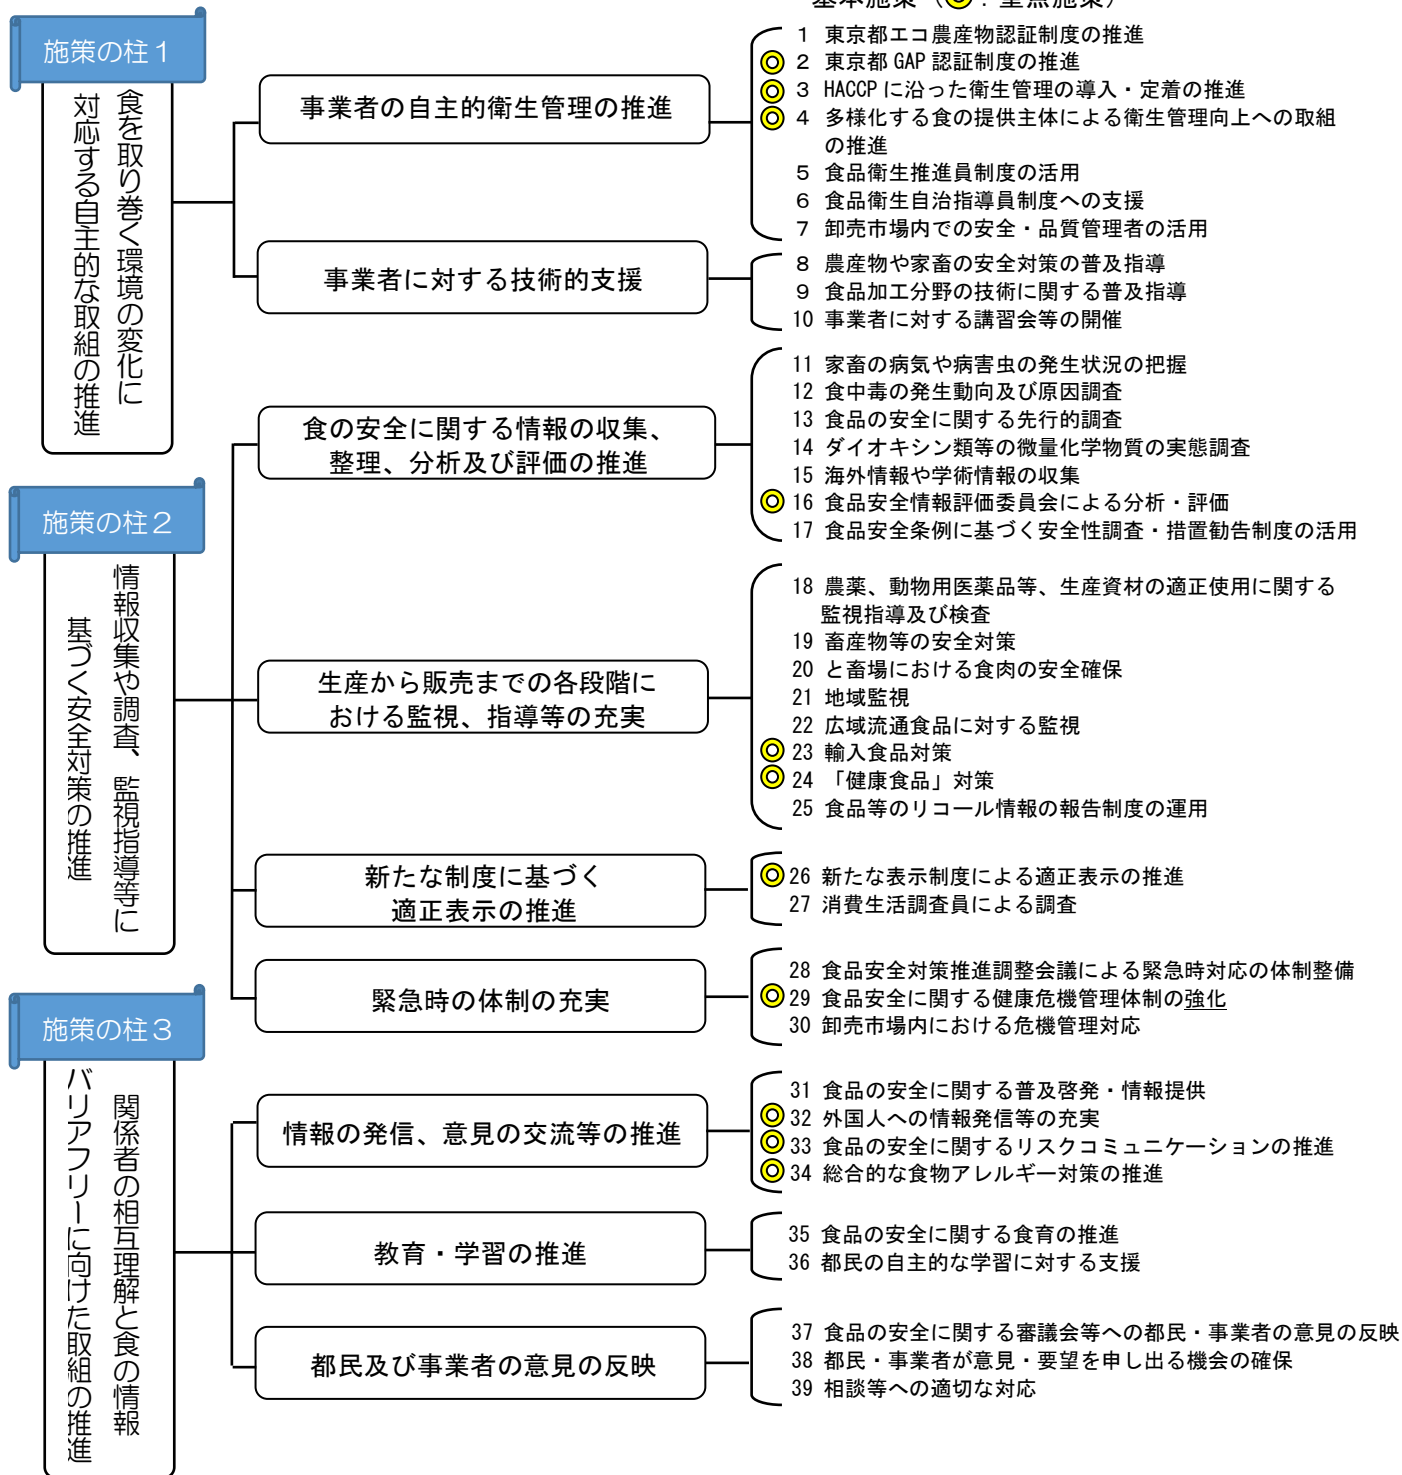 基本施策（◎：重点施策）
施策の柱１
食を取り巻く環境の変化に
対応する自主的な取組の推進
事業者の自主的衛生管理の推進
1 東京都エコ農産物認証制度の推進
◎ 2 東京都 GAP 認証制度の推進
◎ 3 HACCP に沿った衛生管理の導入・定着の推進
◎ 4 多様化する食の提供主体による衛生管理向上への取組
の推進
5 食品衛生推進員制度の活用
6 食品衛生自治指導員制度への支援
7 卸売市場内での安全・品質管理者の活用
事業者に対する技術的支援
8 農産物や家畜の安全対策の普及指導
9 食品加工分野の技術に関する普及指導
10 事業者に対する講習会等の開催
施策の柱２
情報収集や調査、監視指導等に
基づく安全対策の推進
食の安全に関する情報の収集、
整理、分析及び評価の推進
11 家畜の病気や病害虫の発生状況の把握
12 食中毒の発生動向及び原因調査
13 食品の安全に関する先行的調査
14 ダイオキシン類等の微量化学物質の実態調査
15 海外情報や学術情報の収集
◎ 16 食品安全情報評価委員会による分析・評価
17 食品安全条例に基づく安全性調査・措置勧告制度の活用
生産から販売までの各段階に
おける監視、指導等の充実
18 農薬、動物用医薬品等、生産資材の適正使用に関する
監視指導及び検査
19 畜産物等の安全対策
20 と畜場における食肉の安全確保
21 地域監視
22 広域流通食品に対する監視
◎ 23 輸入食品対策
◎ 24 「健康食品」対策
25 食品等のリコール情報の報告制度の運用
新たな制度に基づく
適正表示の推進
◎ 26 新たな表示制度による適正表示の推進
27 消費生活調査員による調査
緊急時の体制の充実
28 食品安全対策推進調整会議による緊急時対応の体制整備
◎ 29 食品安全に関する健康危機管理体制の強化
30 卸売市場内における危機管理対応
施策の柱３
関係者の相互理解と食の情報
バリアフリーに向けた取組の推進
情報の発信、意見の交流等の推進
31 食品の安全に関する普及啓発・情報提供
◎ 32 外国人への情報発信等の充実
◎ 33 食品の安全に関するリスクコミュニケーションの推進
◎ 34 総合的な食物アレルギー対策の推進
教育・学習の推進
35 食品の安全に関する食育の推進
36 都民の自主的な学習に対する支援
都民及び事業者の意見の反映
37 食品の安全に関する審議会等への都民・事業者の意見の反映
38 都民・事業者が意見・要望を申し出る機会の確保
39 相談等への適切な対応